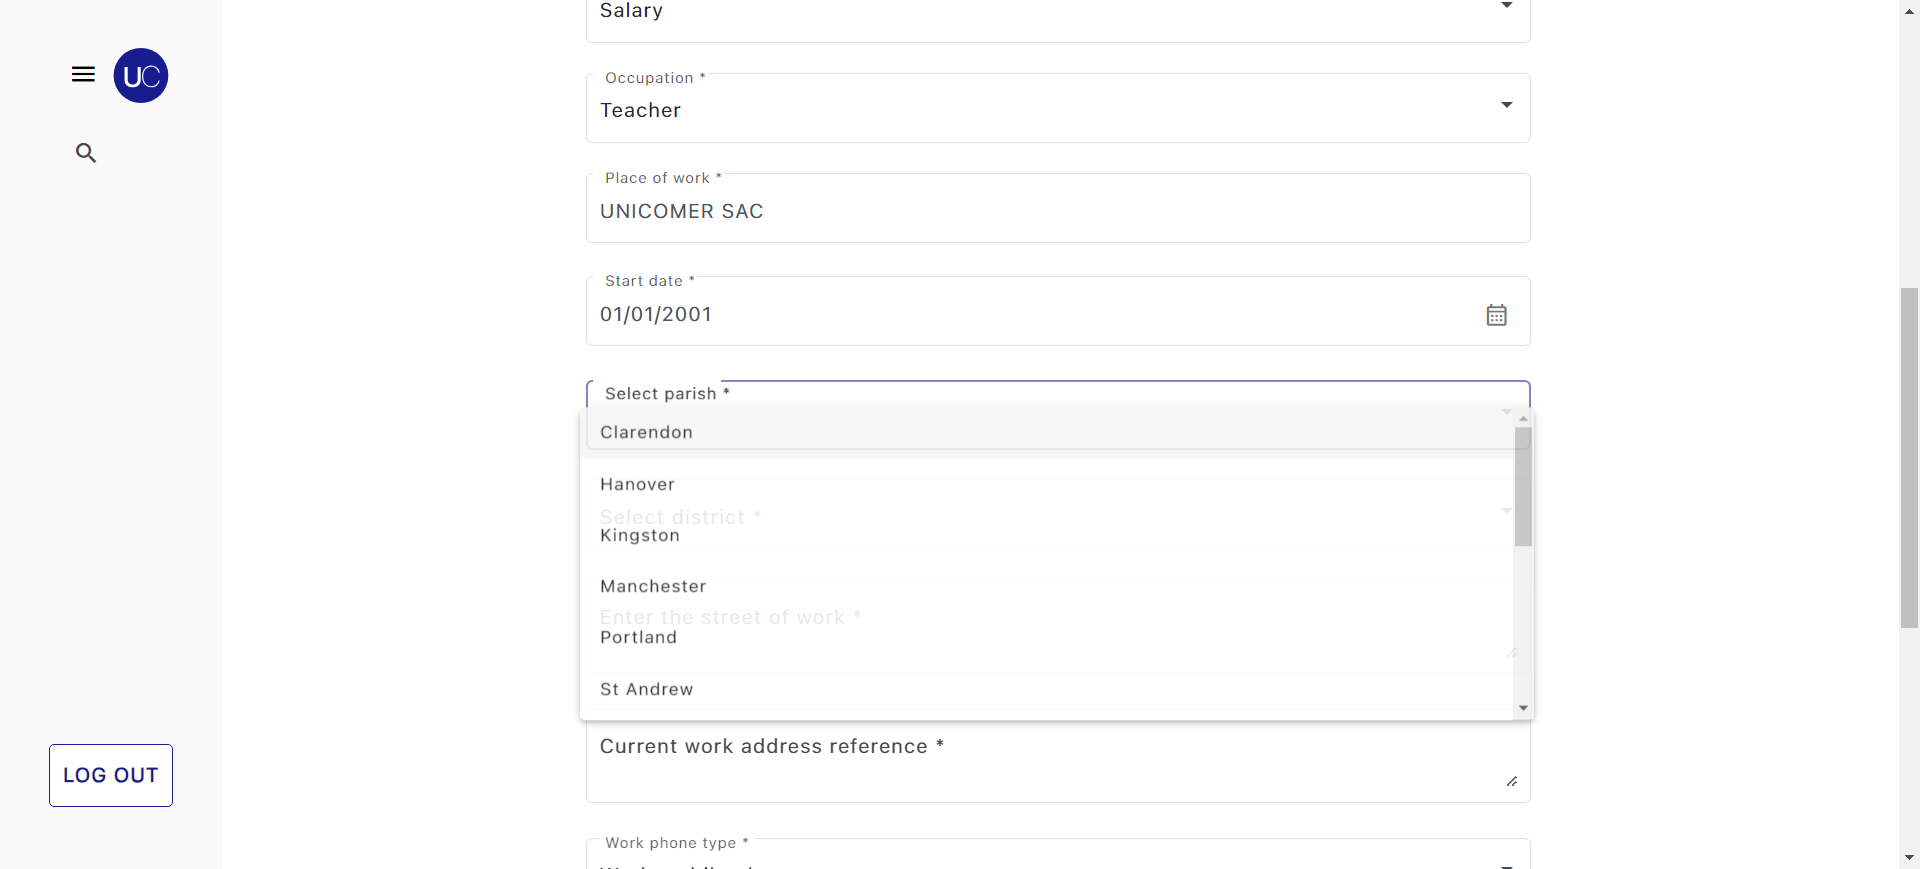 Salary
UC
Occupation *
Teacher
Place of work *
UNICOMER SAC
Start date *
01/01/2001
Select parish *
Clarendon
Hanover
Select district *
Kingston
Manchester
Enter the street of work *
Portland
St Andrew
Current work address reference *
LOG OUT
Work phone type *